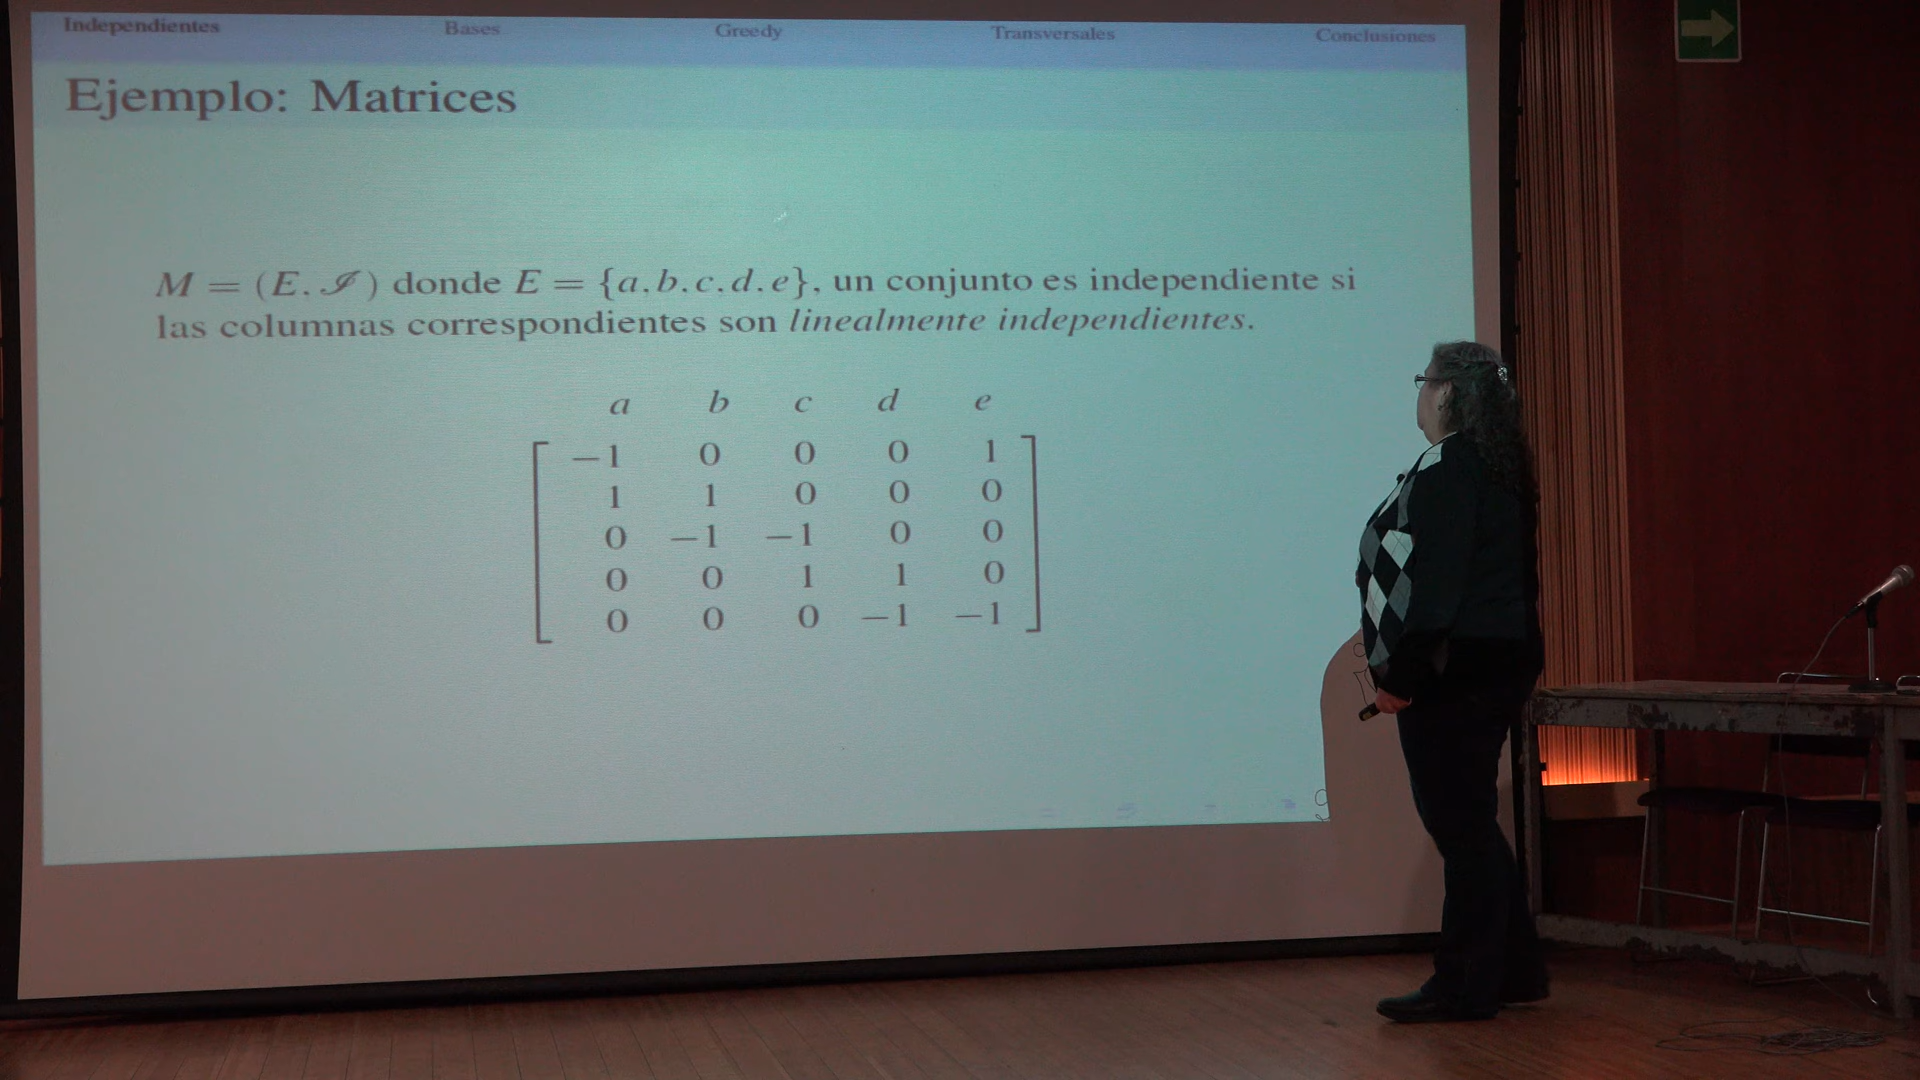 Independientes Bases Greedy Transversales Conclusiones
Ejemplo: Matrices
M = (E, ℐ) donde E = {a, b, c, d, e}, un conjunto es independiente si
las columnas correspondientes son linealmente independientes.
a b c d e
−1 0 0 0 1
1 1 0 0 0
0 −1 −1 0 0
0 0 1 1 0
0 0 0 −1 −1